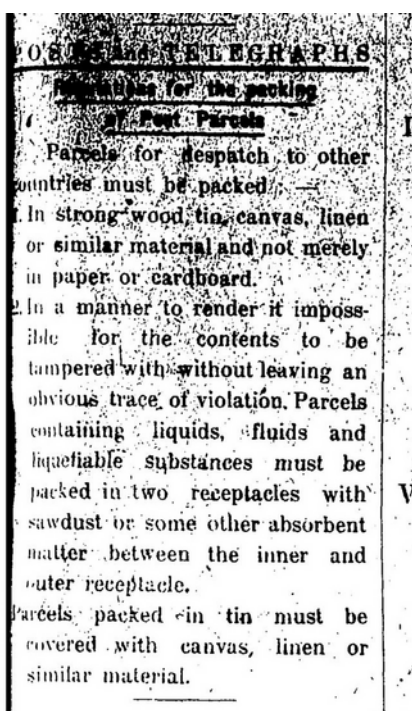 POSTS and TELEGRAPHS
Regulations for the packing
of Post Parcels
Parcels for despatch to other
countries must be packed: —
1. In strong wood, tin, canvas, linen
or similar material and not merely
in paper or cardboard.
2. In a manner to render it imposs-
ible for the contents to be
tampered with without leaving an
obvious trace of violation. Parcels
containing liquids, fluids and
liquefiable substances must be
packed in two receptacles with
sawdust or some other absorbent
matter between the inner and
outer receptacle.
Parcels packed in tin must be
covered with canvas, linen or
similar material.